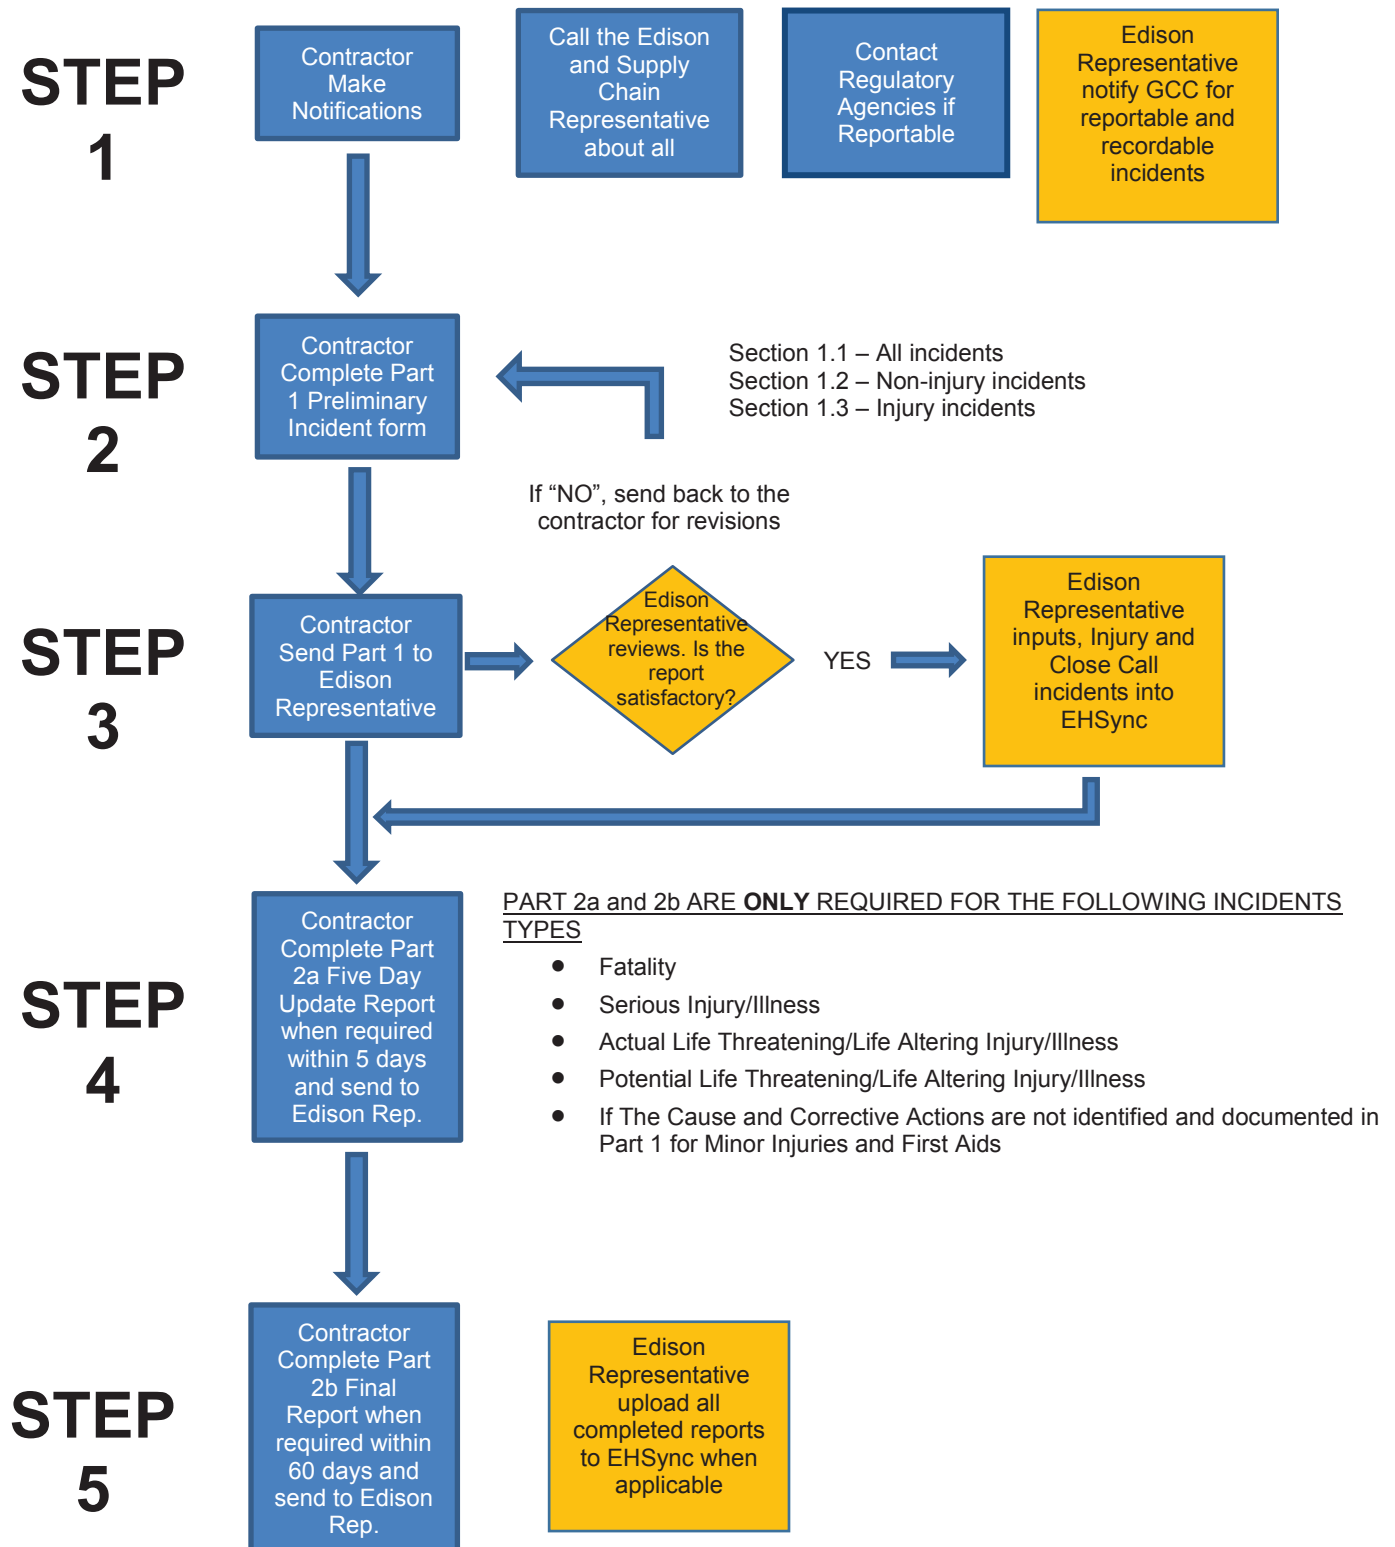 STEP
1
Contractor
Make
Notifications
Call the Edison
and Supply
Chain
Representative
about all
Contact
Regulatory
Agencies if
Reportable
Edison
Representative
notify GCC for
reportable and
recordable
incidents
STEP
2
Contractor
Complete Part
1 Preliminary
Incident form
Section 1.1 – All incidents
Section 1.2 – Non-injury incidents
Section 1.3 – Injury incidents
If “NO”, send back to the
contractor for revisions
STEP
3
Contractor
Send Part 1 to
Edison
Representative
Edison
Representative
reviews. Is the
report
satisfactory?
YES
Edison
Representative
inputs, Injury and
Close Call
incidents into
EHSync
STEP
4
Contractor
Complete Part
2a Five Day
Update Report
when required
within 5 days
and send to
Edison Rep.
PART 2a and 2b ARE ONLY REQUIRED FOR THE FOLLOWING INCIDENTS
TYPES
● Fatality
● Serious Injury/Illness
● Actual Life Threatening/Life Altering Injury/Illness
● Potential Life Threatening/Life Altering Injury/Illness
● If The Cause and Corrective Actions are not identified and documented in
Part 1 for Minor Injuries and First Aids
STEP
5
Contractor
Complete Part
2b Final
Report when
required within
60 days and
send to Edison
Rep.
Edison
Representative
upload all
completed reports
to EHSync when
applicable